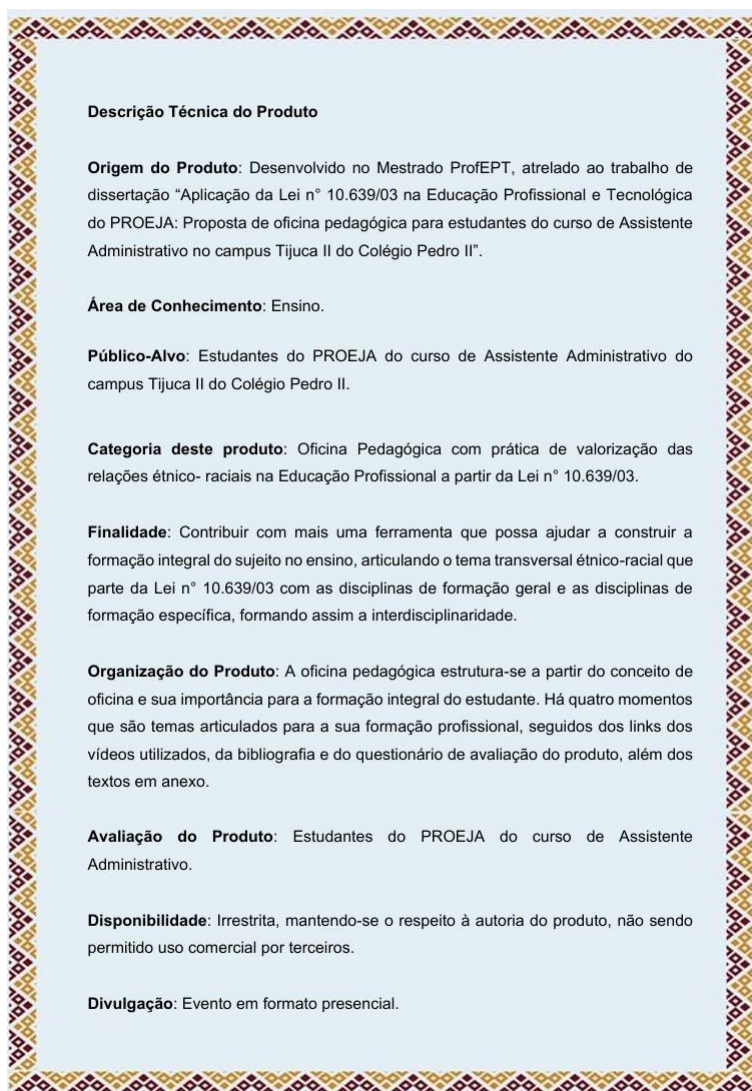 Descrição Técnica do Produto
Origem do Produto: Desenvolvido no Mestrado ProfEPT, atrelado ao trabalho de
dissertação “Aplicação da Lei n° 10.639/03 na Educação Profissional e Tecnológica
do PROEJA: Proposta de oficina pedagógica para estudantes do curso de Assistente
Administrativo no campus Tijuca II do Colégio Pedro II”.
Área de Conhecimento: Ensino.
Público-Alvo: Estudantes do PROEJA do curso de Assistente Administrativo do
campus Tijuca II do Colégio Pedro II.
Categoria deste produto: Oficina Pedagógica com prática de valorização das
relações étnico- raciais na Educação Profissional a partir da Lei n° 10.639/03.
Finalidade: Contribuir com mais uma ferramenta que possa ajudar a construir a
formação integral do sujeito no ensino, articulando o tema transversal étnico-racial que
parte da Lei n° 10.639/03 com as disciplinas de formação geral e as disciplinas de
formação específica, formando assim a interdisciplinaridade.
Organização do Produto: A oficina pedagógica estrutura-se a partir do conceito de
oficina e sua importância para a formação integral do estudante. Há quatro momentos
que são temas articulados para a sua formação profissional, seguidos dos links dos
vídeos utilizados, da bibliografia e do questionário de avaliação do produto, além dos
textos em anexo.
Avaliação do Produto: Estudantes do PROEJA do curso de Assistente
Administrativo.
Disponibilidade: Irrestrita, mantendo-se o respeito à autoria do produto, não sendo
permitido uso comercial por terceiros.
Divulgação: Evento em formato presencial.